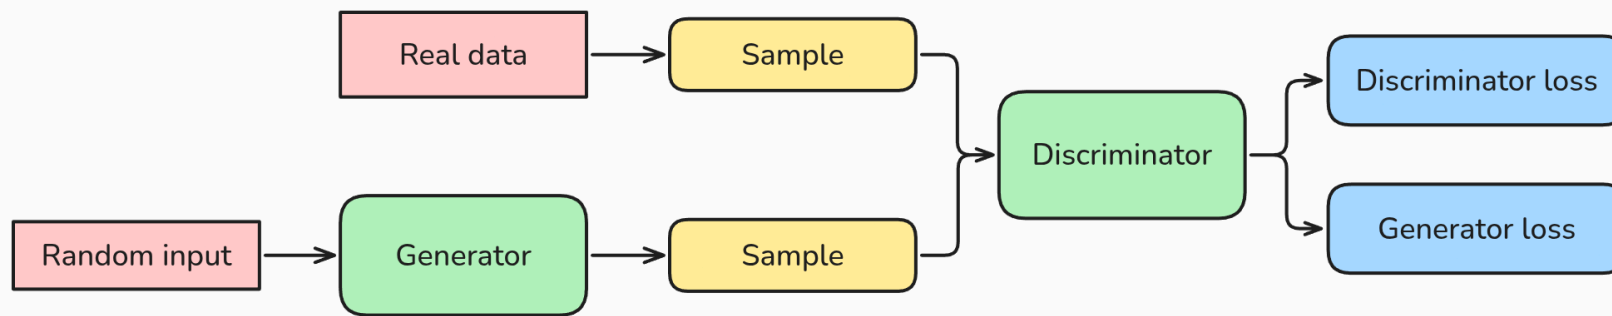 Real data
Sample
Discriminator loss
Discriminator
Generator loss
Random input
Generator
Sample